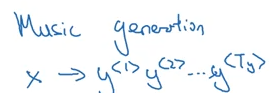 Music generation
x → y<1> y<2> ... y<Ty>